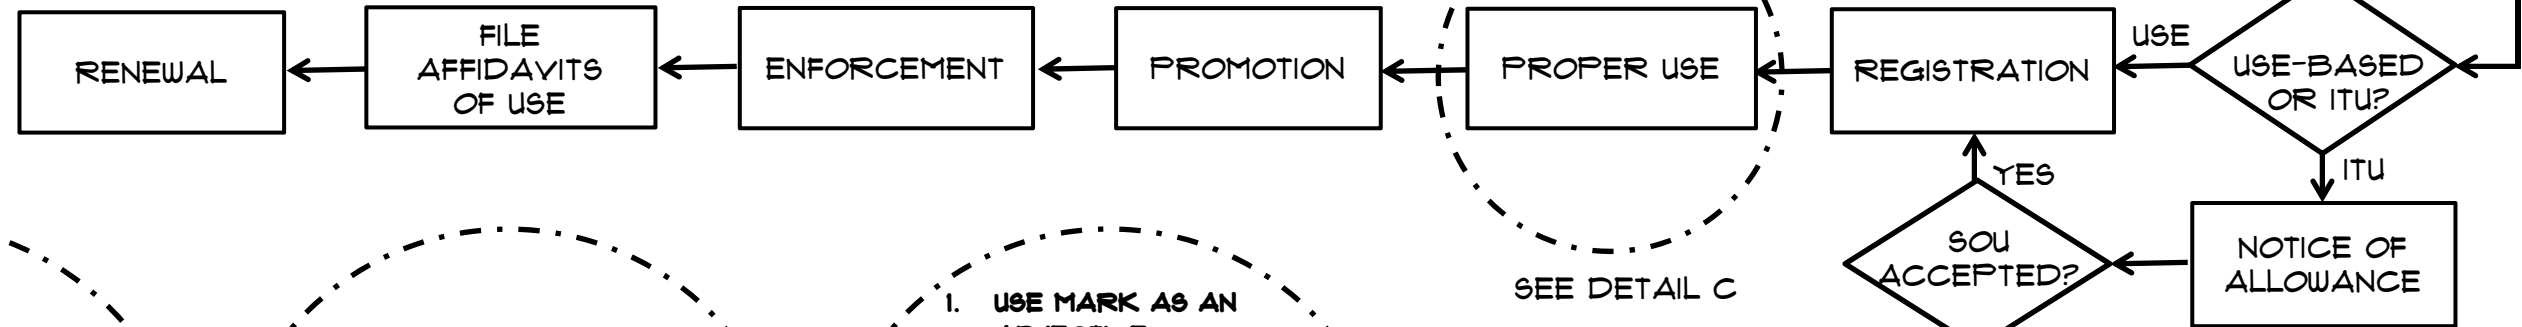 RENEWAL
FILE
AFFIDAVITS
OF USE
ENFORCEMENT
PROMOTION
PROPER USE
REGISTRATION
USE
USE-BASED
OR ITU?
YES
ITU
SOU
ACCEPTED?
NOTICE OF
ALLOWANCE
SEE DETAIL C
1. USE MARK AS AN